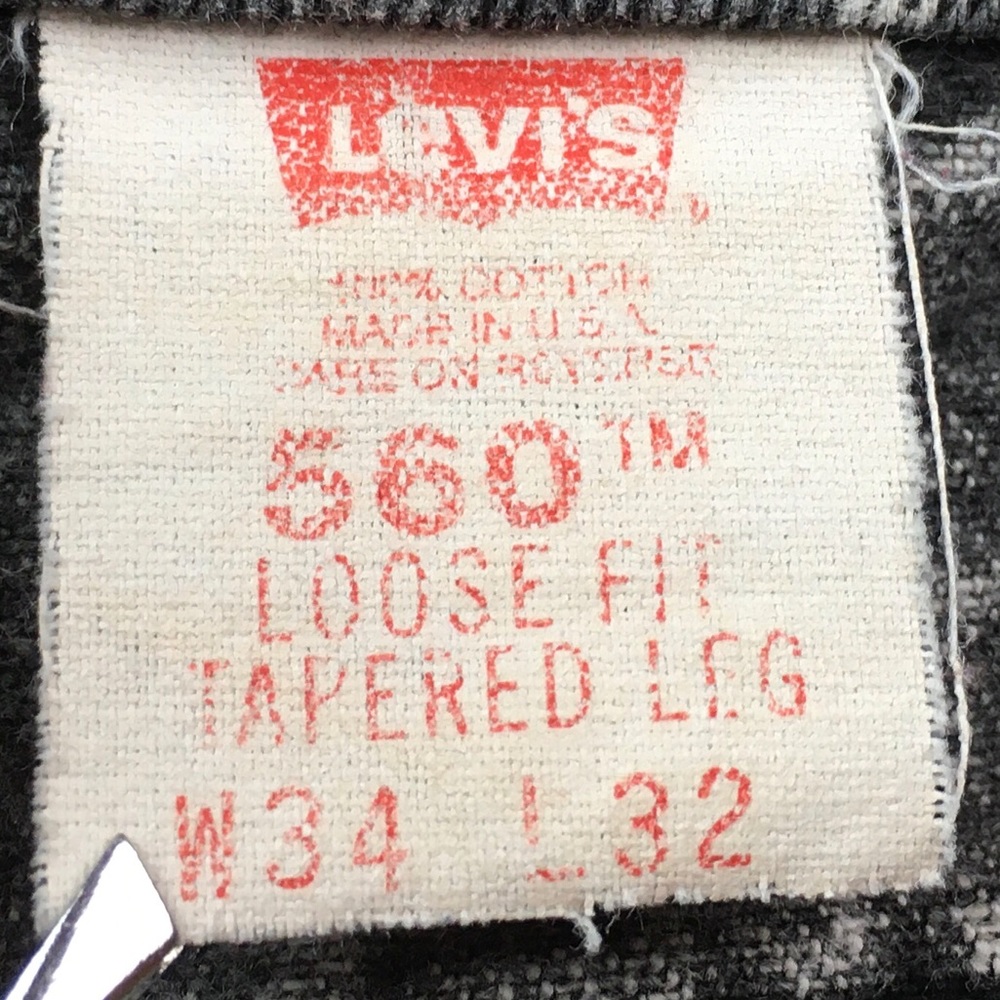 Levi's
100% COTTON
MADE IN U.S.A.
CARE ON REVERSE
560™
LOOSE FIT
TAPERED LEG
W34 L32